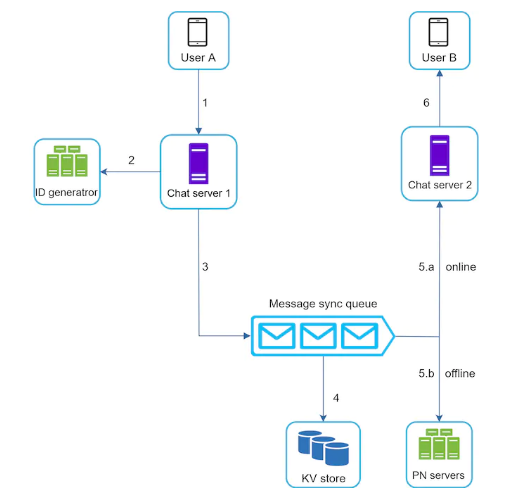 User A
User B
1
6
2
ID generatror
Chat server 1
Chat server 2
3
5.a online
Message sync queue
5.b offline
4
KV store
PN servers